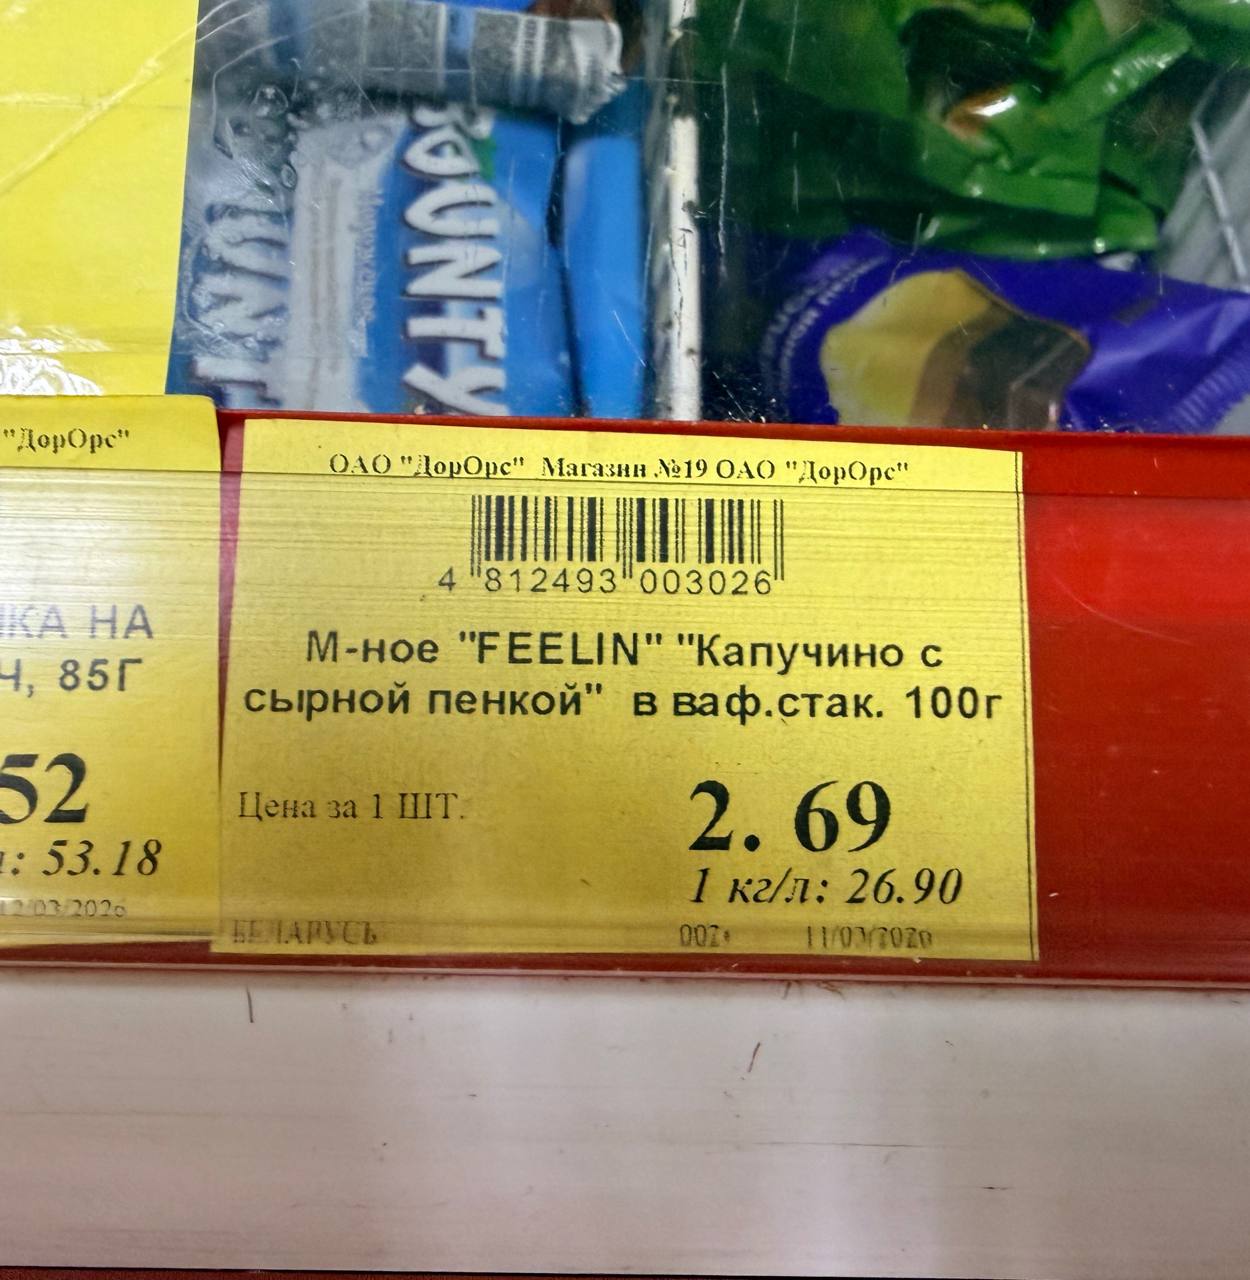 BOUNTY
"ДорОрс"
КА НА
Ч, 85Г
52
: 53.18
12/03/2026
ОАО "ДорОрс" Магазин №19 ОАО "ДорОрс"
4 812493 003026
М-ное "FEELIN" "Капучино с
сырной пенкой" в ваф.стак. 100г
Цена за 1 ШТ.
2. 69
1 кг/л: 26.90
БЕЛАРУСЬ 11/03/2026